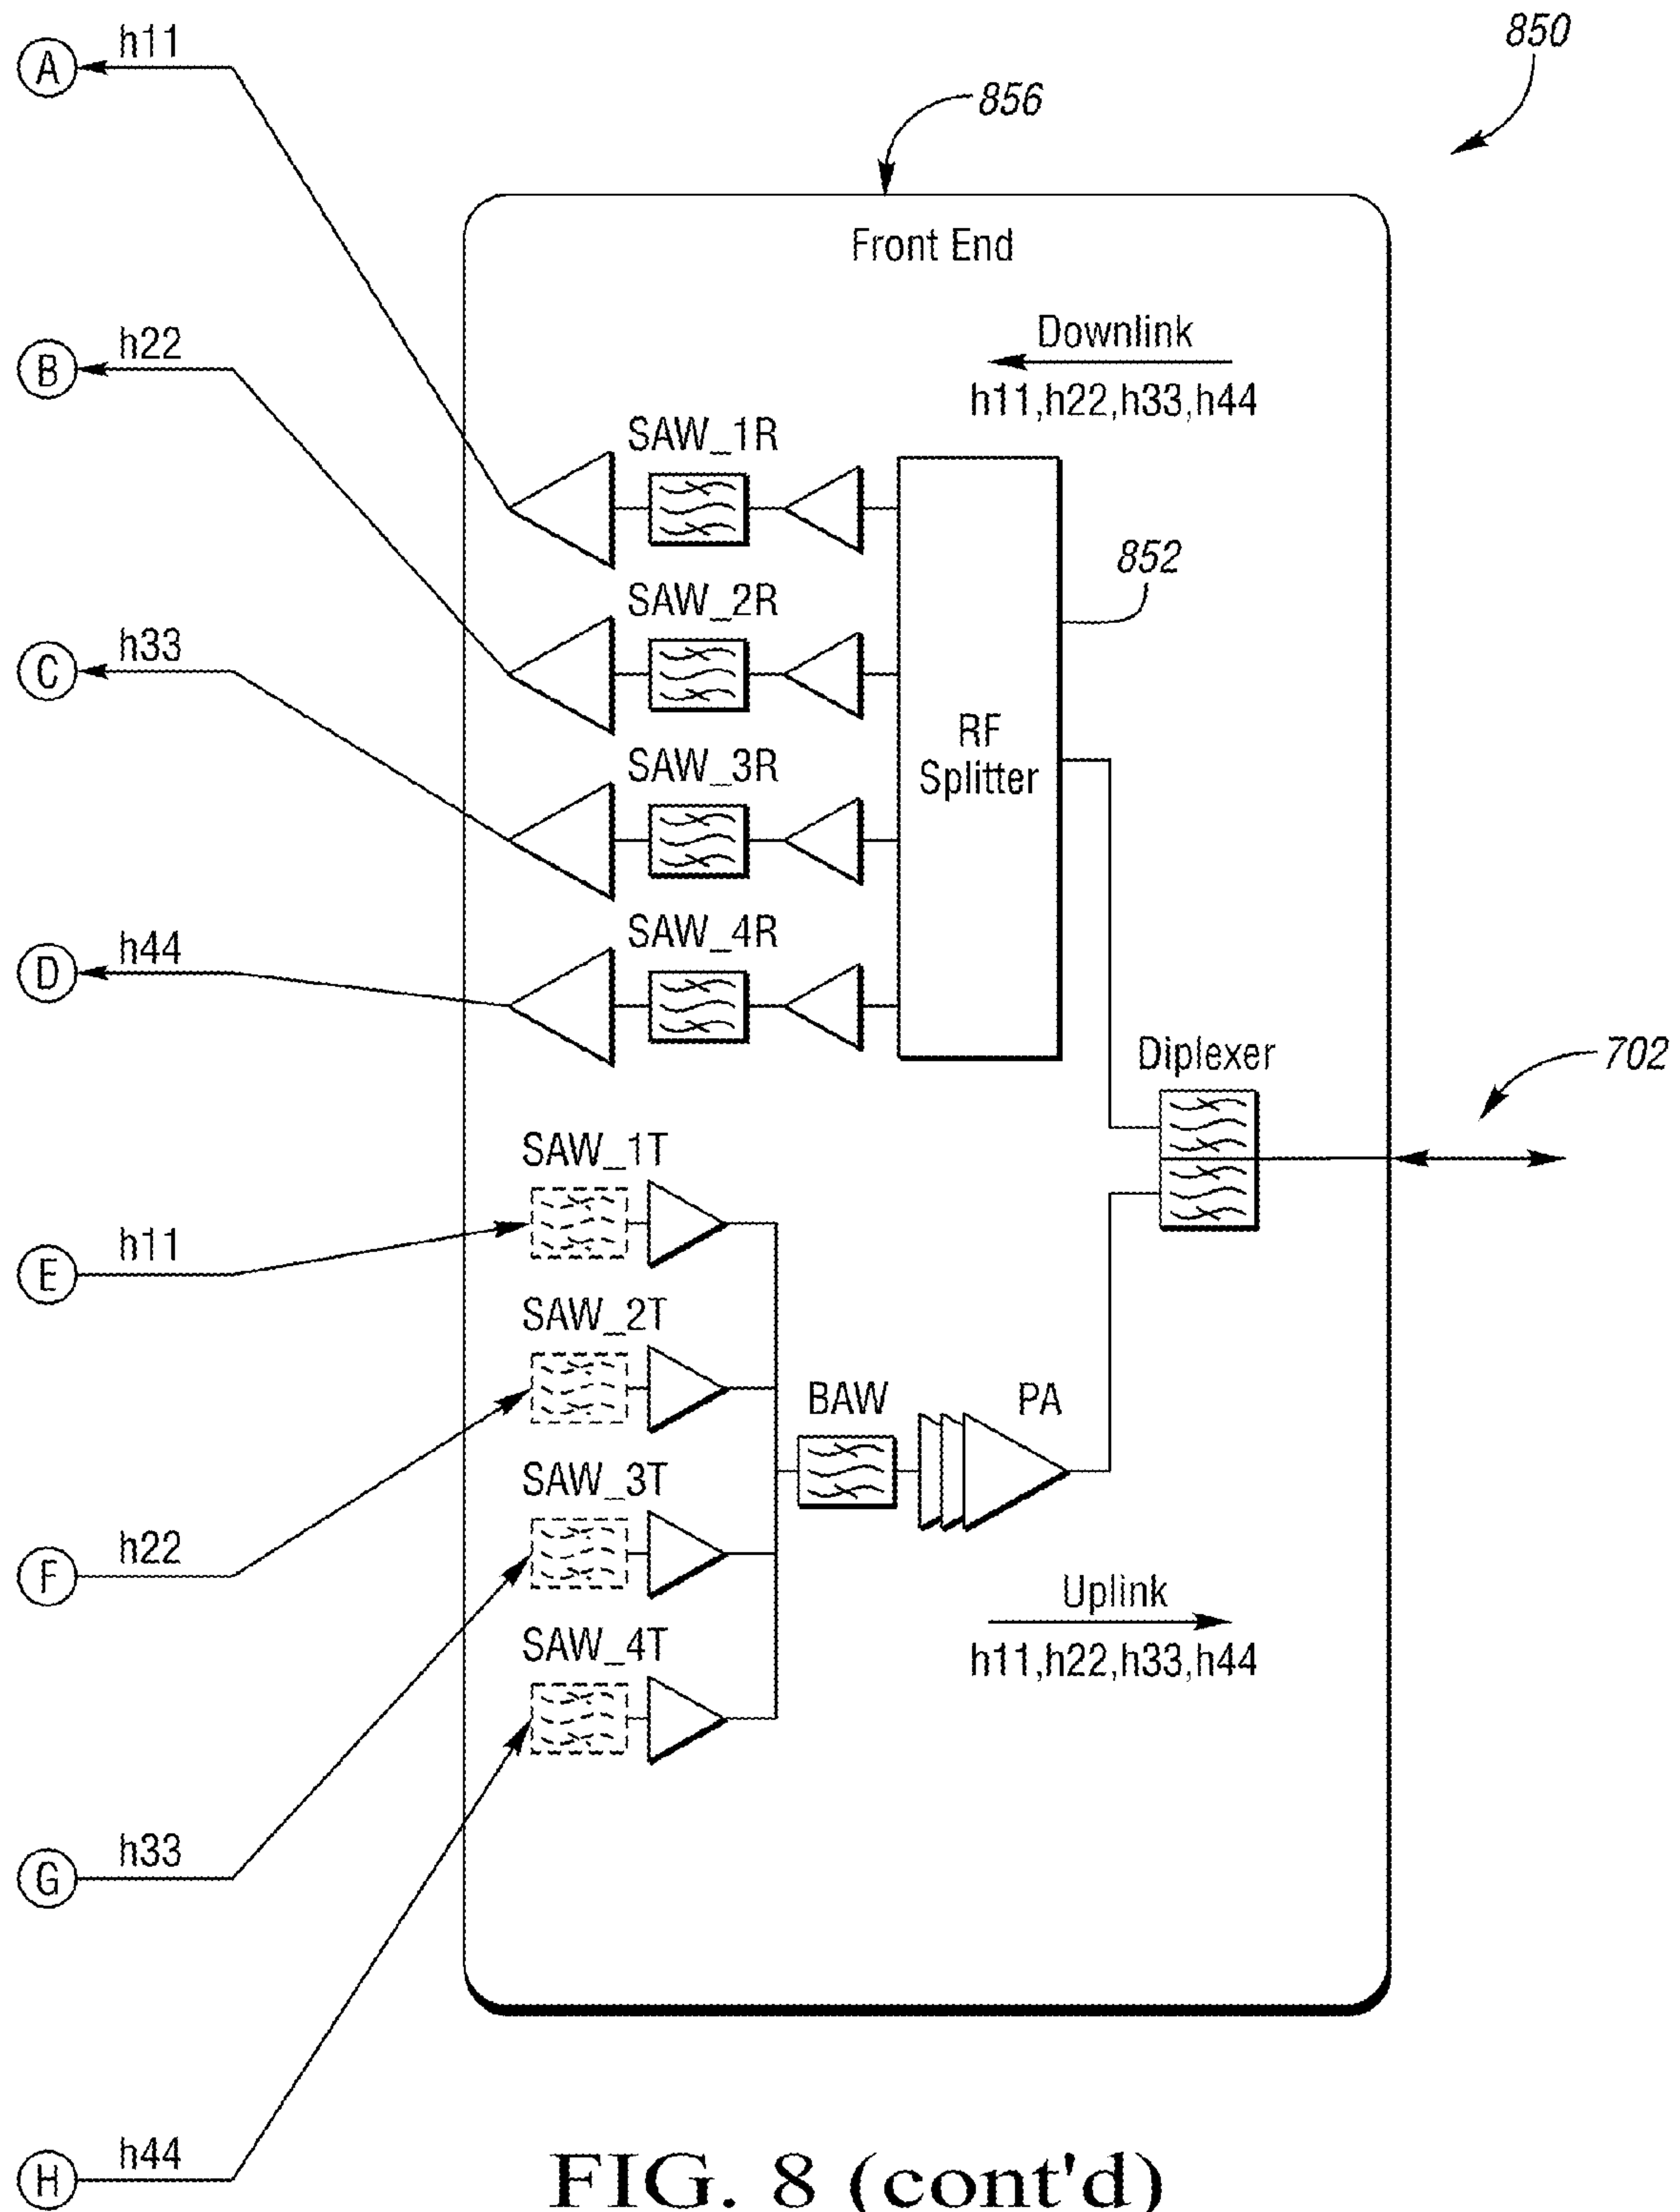 850
856
A
h11
Front End
Downlink
h11,h22,h33,h44
B
h22
SAW_1R
852
SAW_2R
C
h33
RF
Splitter
SAW_3R
D
h44
SAW_4R
Diplexer
702
SAW_1T
E
h11
SAW_2T
BAW
PA
SAW_3T
F
h22
Uplink
h11,h22,h33,h44
SAW_4T
G
h33
H
h44
FIG. 8 (cont'd)